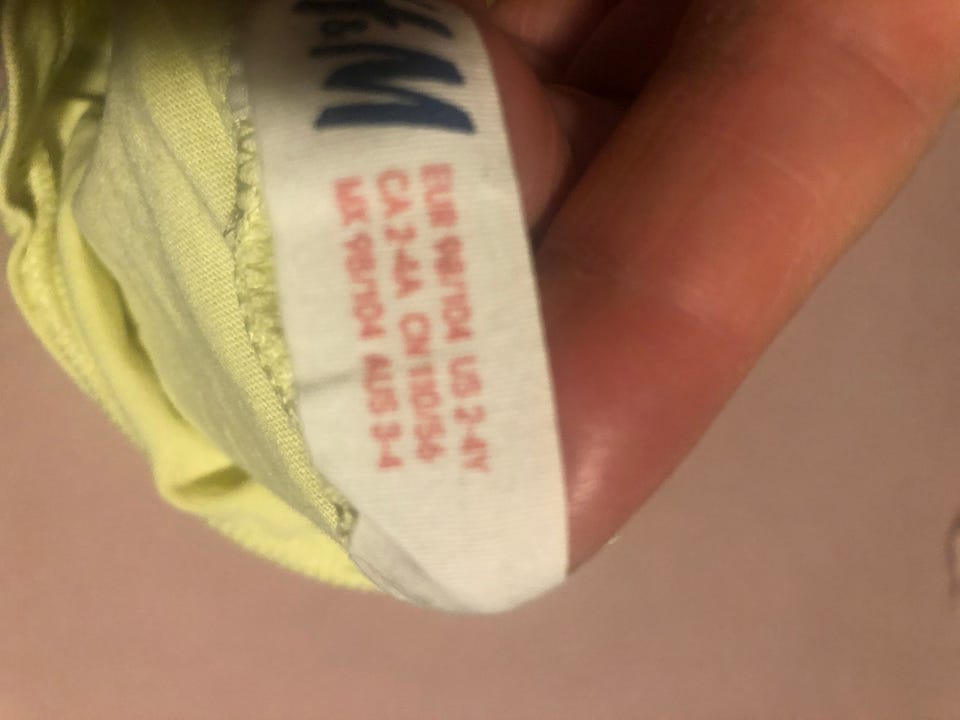 H&M
EUR 98/104 US 2-4Y
CA 2-4A CN 110/56
MX 98/104 AUS 3-4